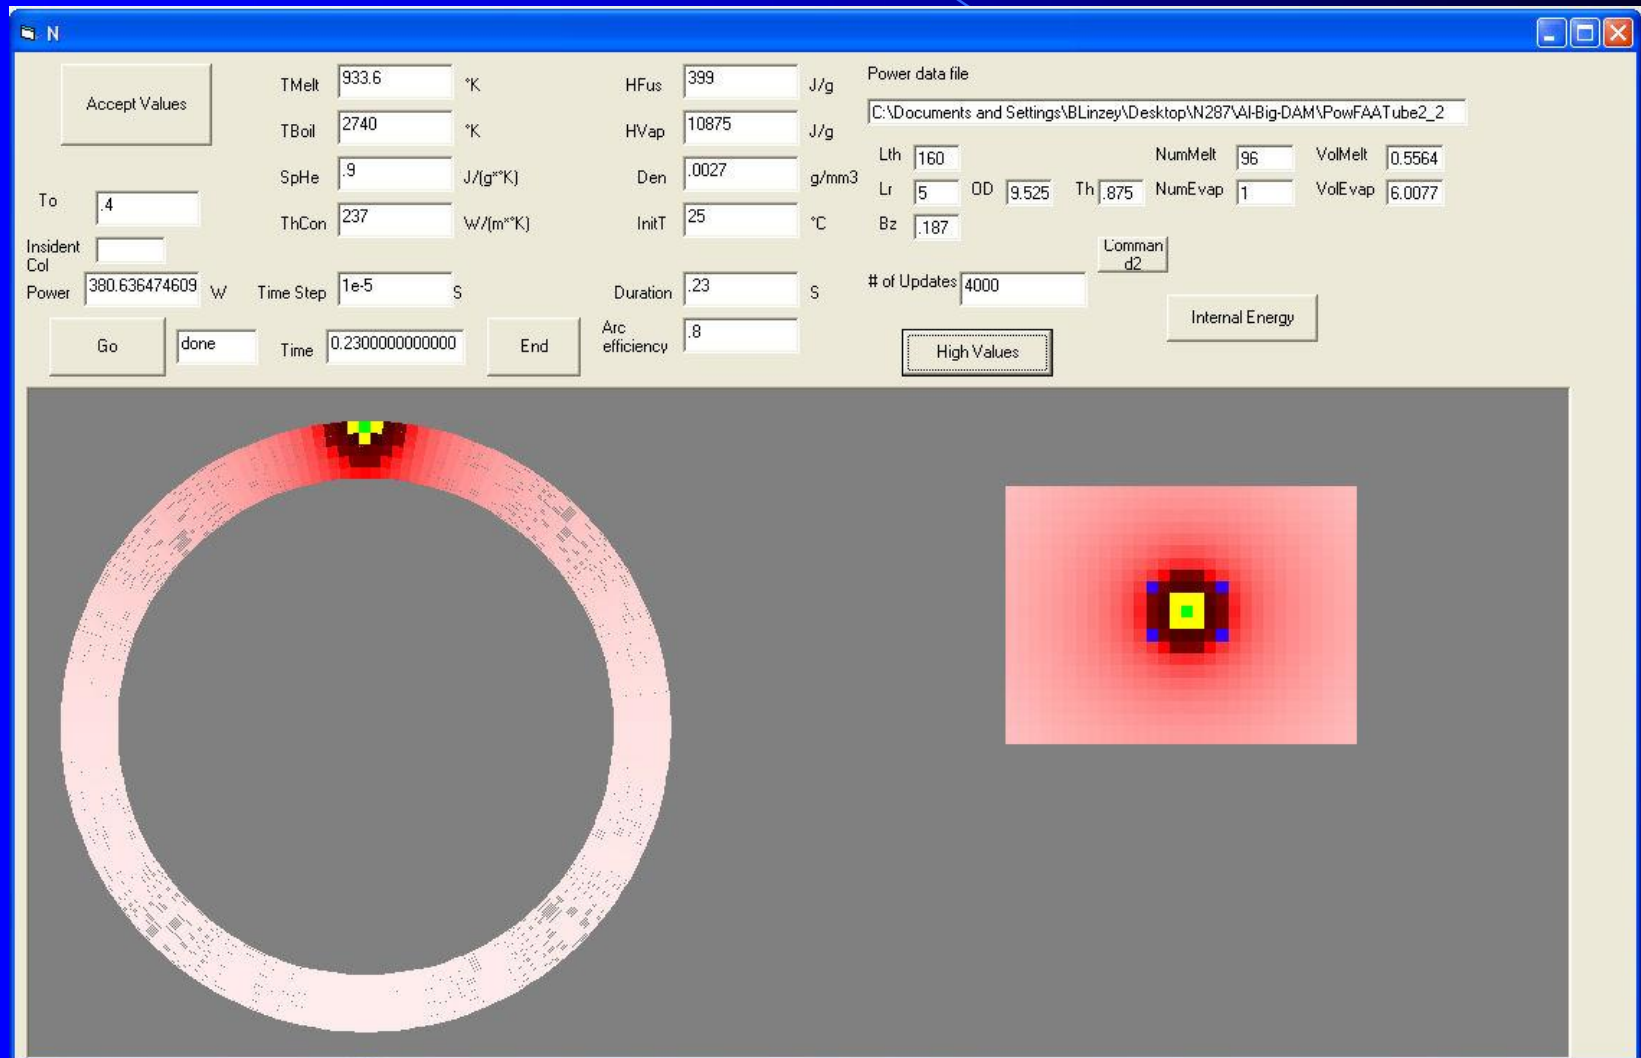 N
Accept Values
TMelt 933.6 °K
HFus 399 J/g
Power data file
C:\Documents and Settings\BLinzey\Desktop\N287\Al-Big-DAM\PowFAATube2_2
TBoil 2740 °K
HVap 10875 J/g
Lth 160 NumMelt 96 VolMelt 0.5564
SpHe .9 J/(g*°K)
Den .0027 g/mm3
Lr 5 OD 9.525 Th .875 NumEvap 1 VolEvap 6.0077
To .4
ThCon 237 W/(m*°K)
InitT 25 °C
Bz .187
Insident
Col
Comman
d2
Power 380.636474609 W Time Step 1e-5 S
Duration .23 S
# of Updates 4000
Internal Energy
Go done Time 0.2300000000000 End
Arc
efficiency .8
High Values